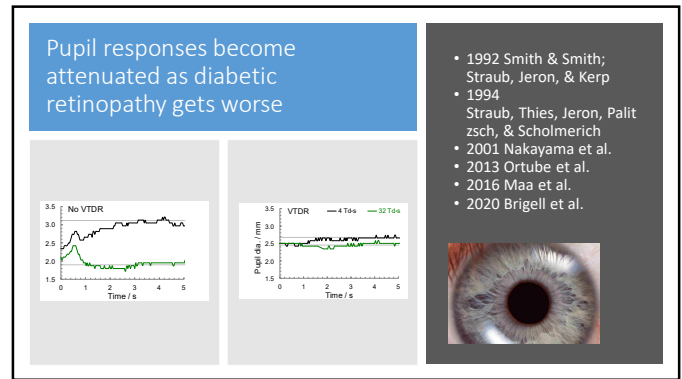 Pupil responses become
attenuated as diabetic
retinopathy gets worse
No VTDR
3.5
3.0
2.5
2.0
1.5
0 1 2 3 4 5
Time / s
VTDR
4 Td-s
32 Td-s
Pupil dia. / mm
3.5
3.0
2.5
2.0
1.5
0 1 2 3 4 5
Time / s
• 1992 Smith & Smith;
Straub, Jeron, & Kerp
• 1994
Straub, Thies, Jeron, Palit
zsch, & Scholmerich
• 2001 Nakayama et al.
• 2013 Ortube et al.
• 2016 Maa et al.
• 2020 Brigell et al.